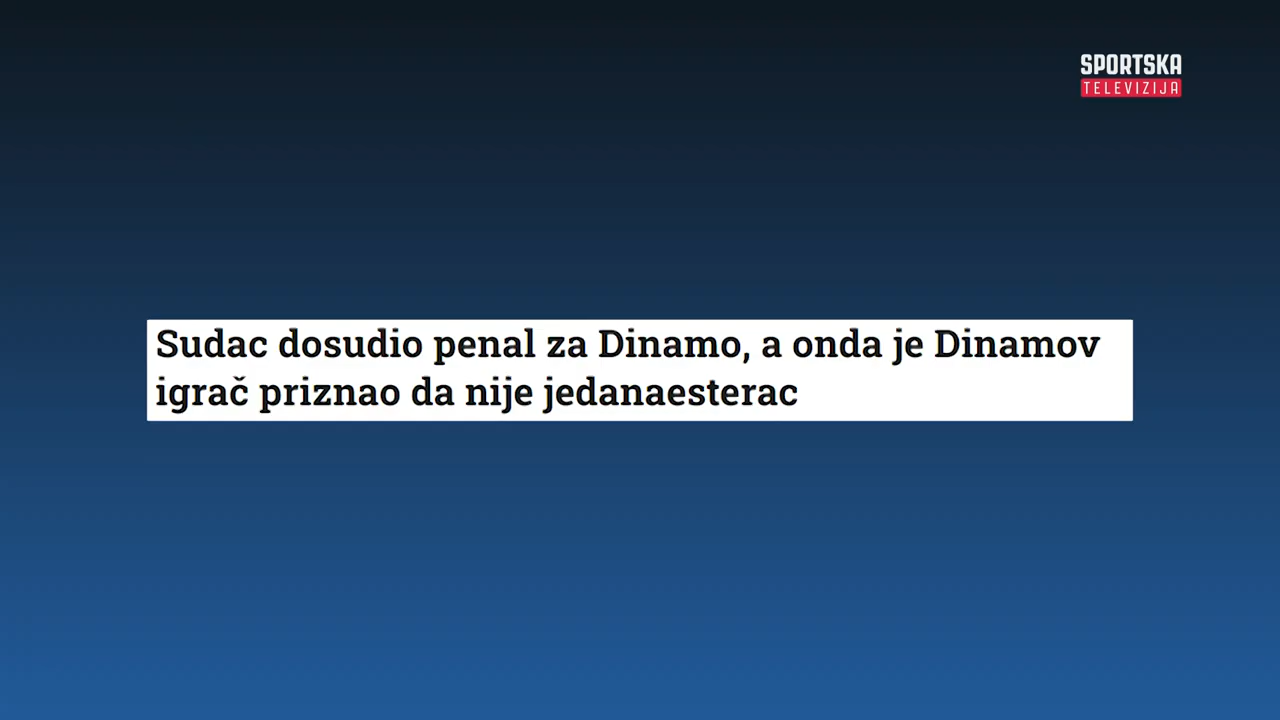 SPORTSKA
TELEVIZIJA
Sudac dosudio penal za Dinamo, a onda je Dinamov
igrač priznao da nije jedanaesterac